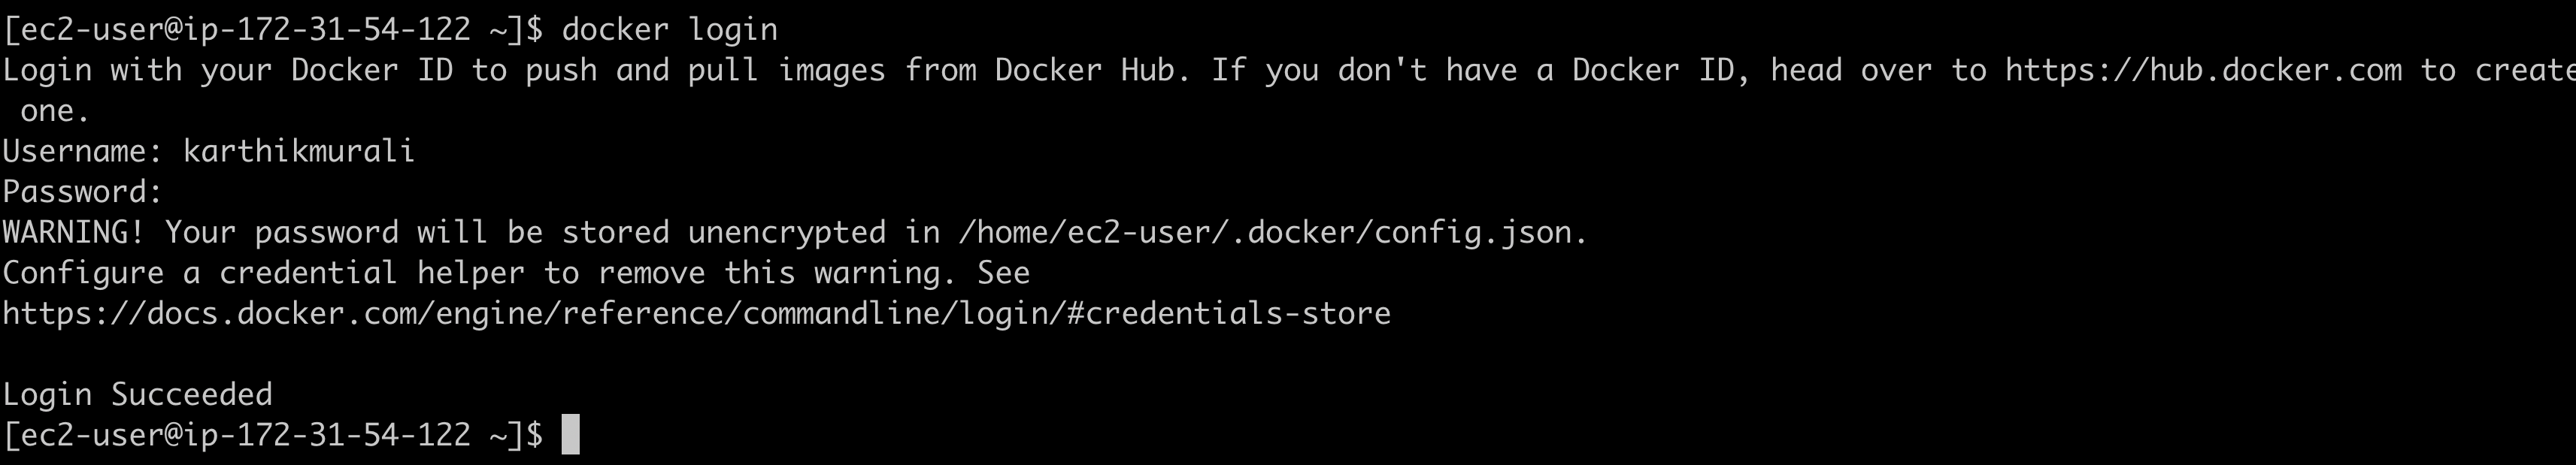 [ec2-user@ip-172-31-54-122 ~]$ docker login
Login with your Docker ID to push and pull images from Docker Hub. If you don't have a Docker ID, head over to https://hub.docker.com to create
 one.
Username: karthikmurali
Password:
WARNING! Your password will be stored unencrypted in /home/ec2-user/.docker/config.json.
Configure a credential helper to remove this warning. See
https://docs.docker.com/engine/reference/commandline/login/#credentials-store

Login Succeeded
[ec2-user@ip-172-31-54-122 ~]$